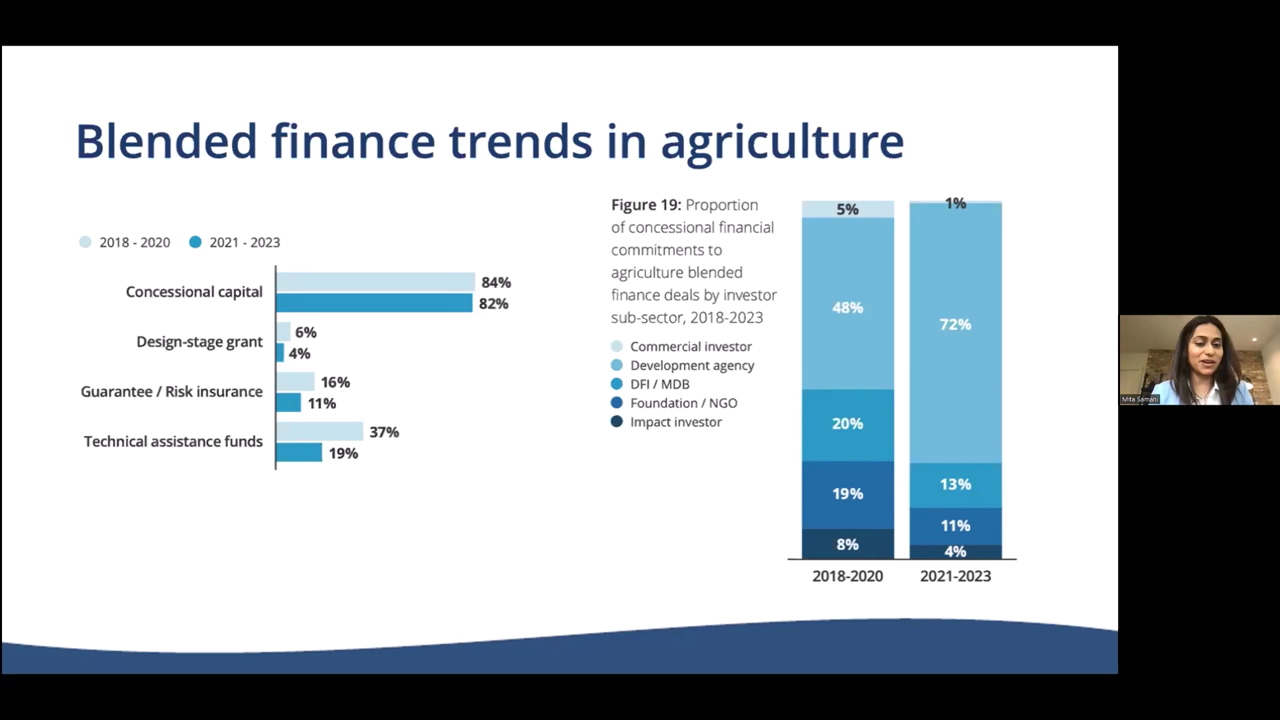 Blended finance trends in agriculture
2018 - 2020
2021 - 2023
Concessional capital
84%
82%
Design-stage grant
6%
4%
Guarantee / Risk insurance
16%
11%
Technical assistance funds
37%
19%
Figure 19: Proportion
of concessional financial
commitments to
agriculture blended
finance deals by investor
sub-sector, 2018-2023
Commercial investor
Development agency
DFI / MDB
Foundation / NGO
Impact investor
5%
48%
20%
19%
8%
2018-2020
1%
72%
13%
11%
4%
2021-2023
Mita Samani